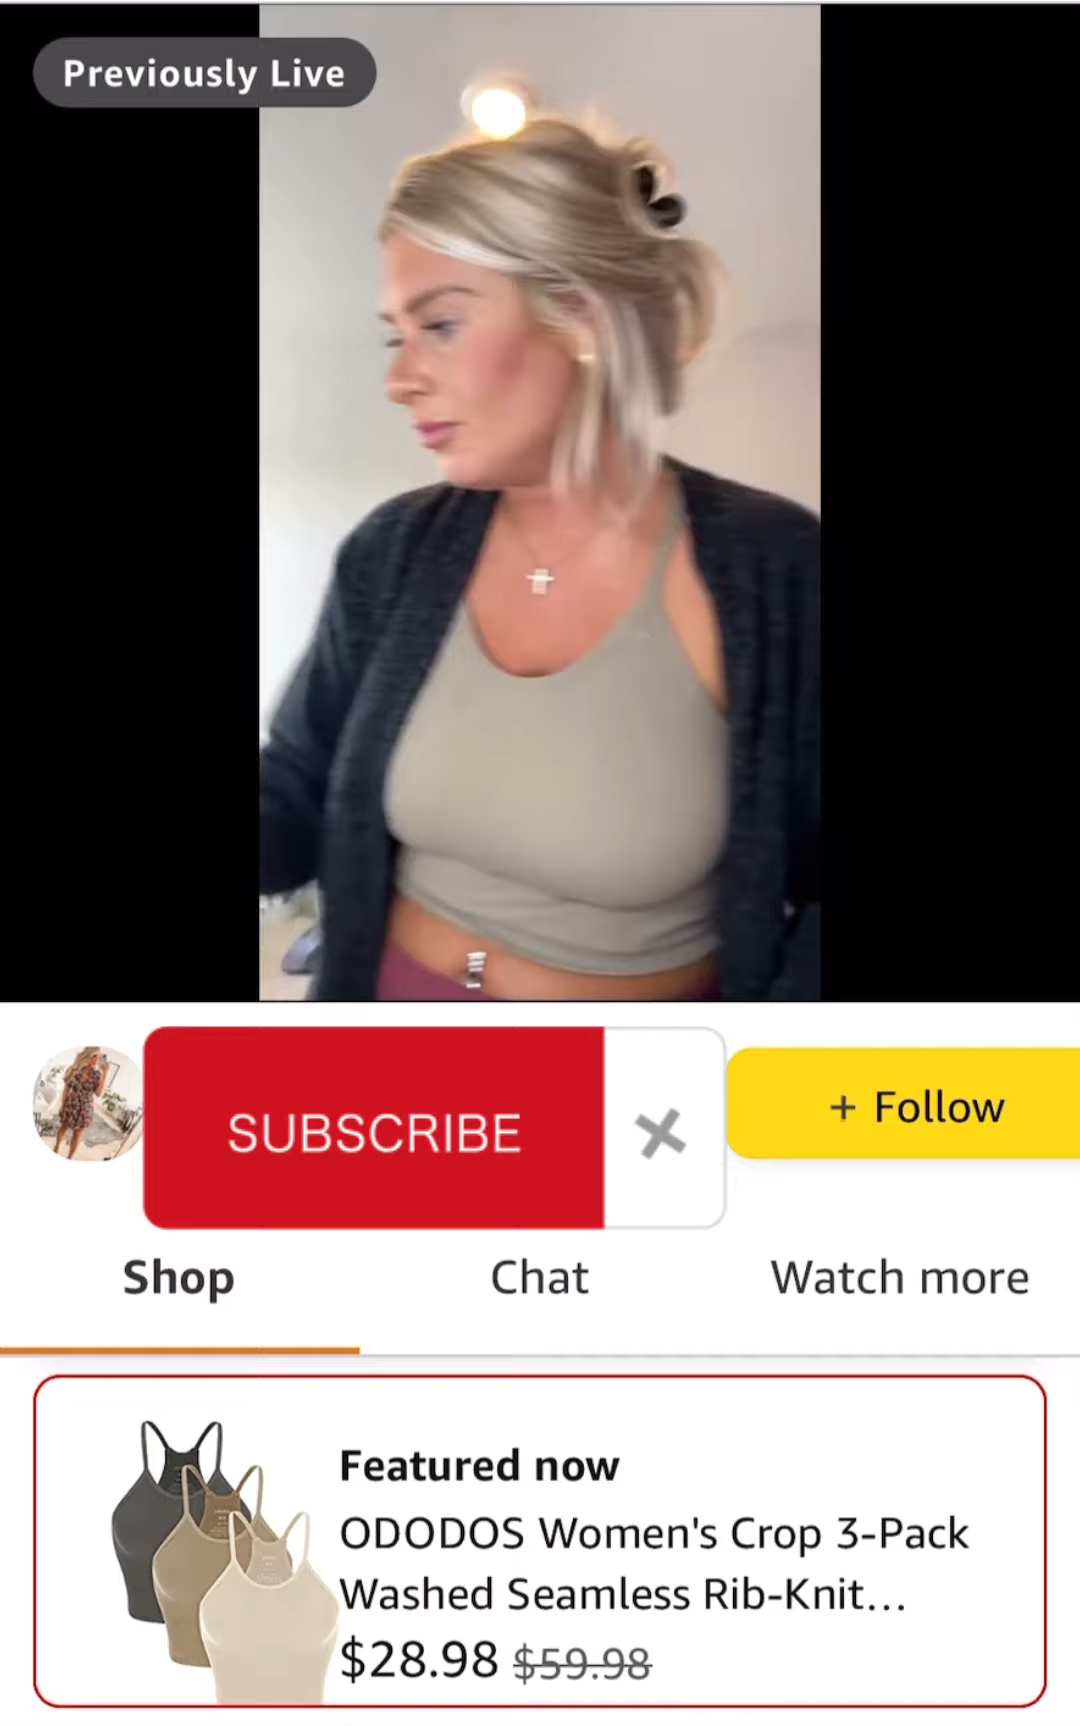 Previously Live
SUBSCRIBE
+ Follow
Shop
Chat
Watch more
Featured now
ODODOS Women's Crop 3-Pack
Washed Seamless Rib-Knit...
$28.98 $59.98